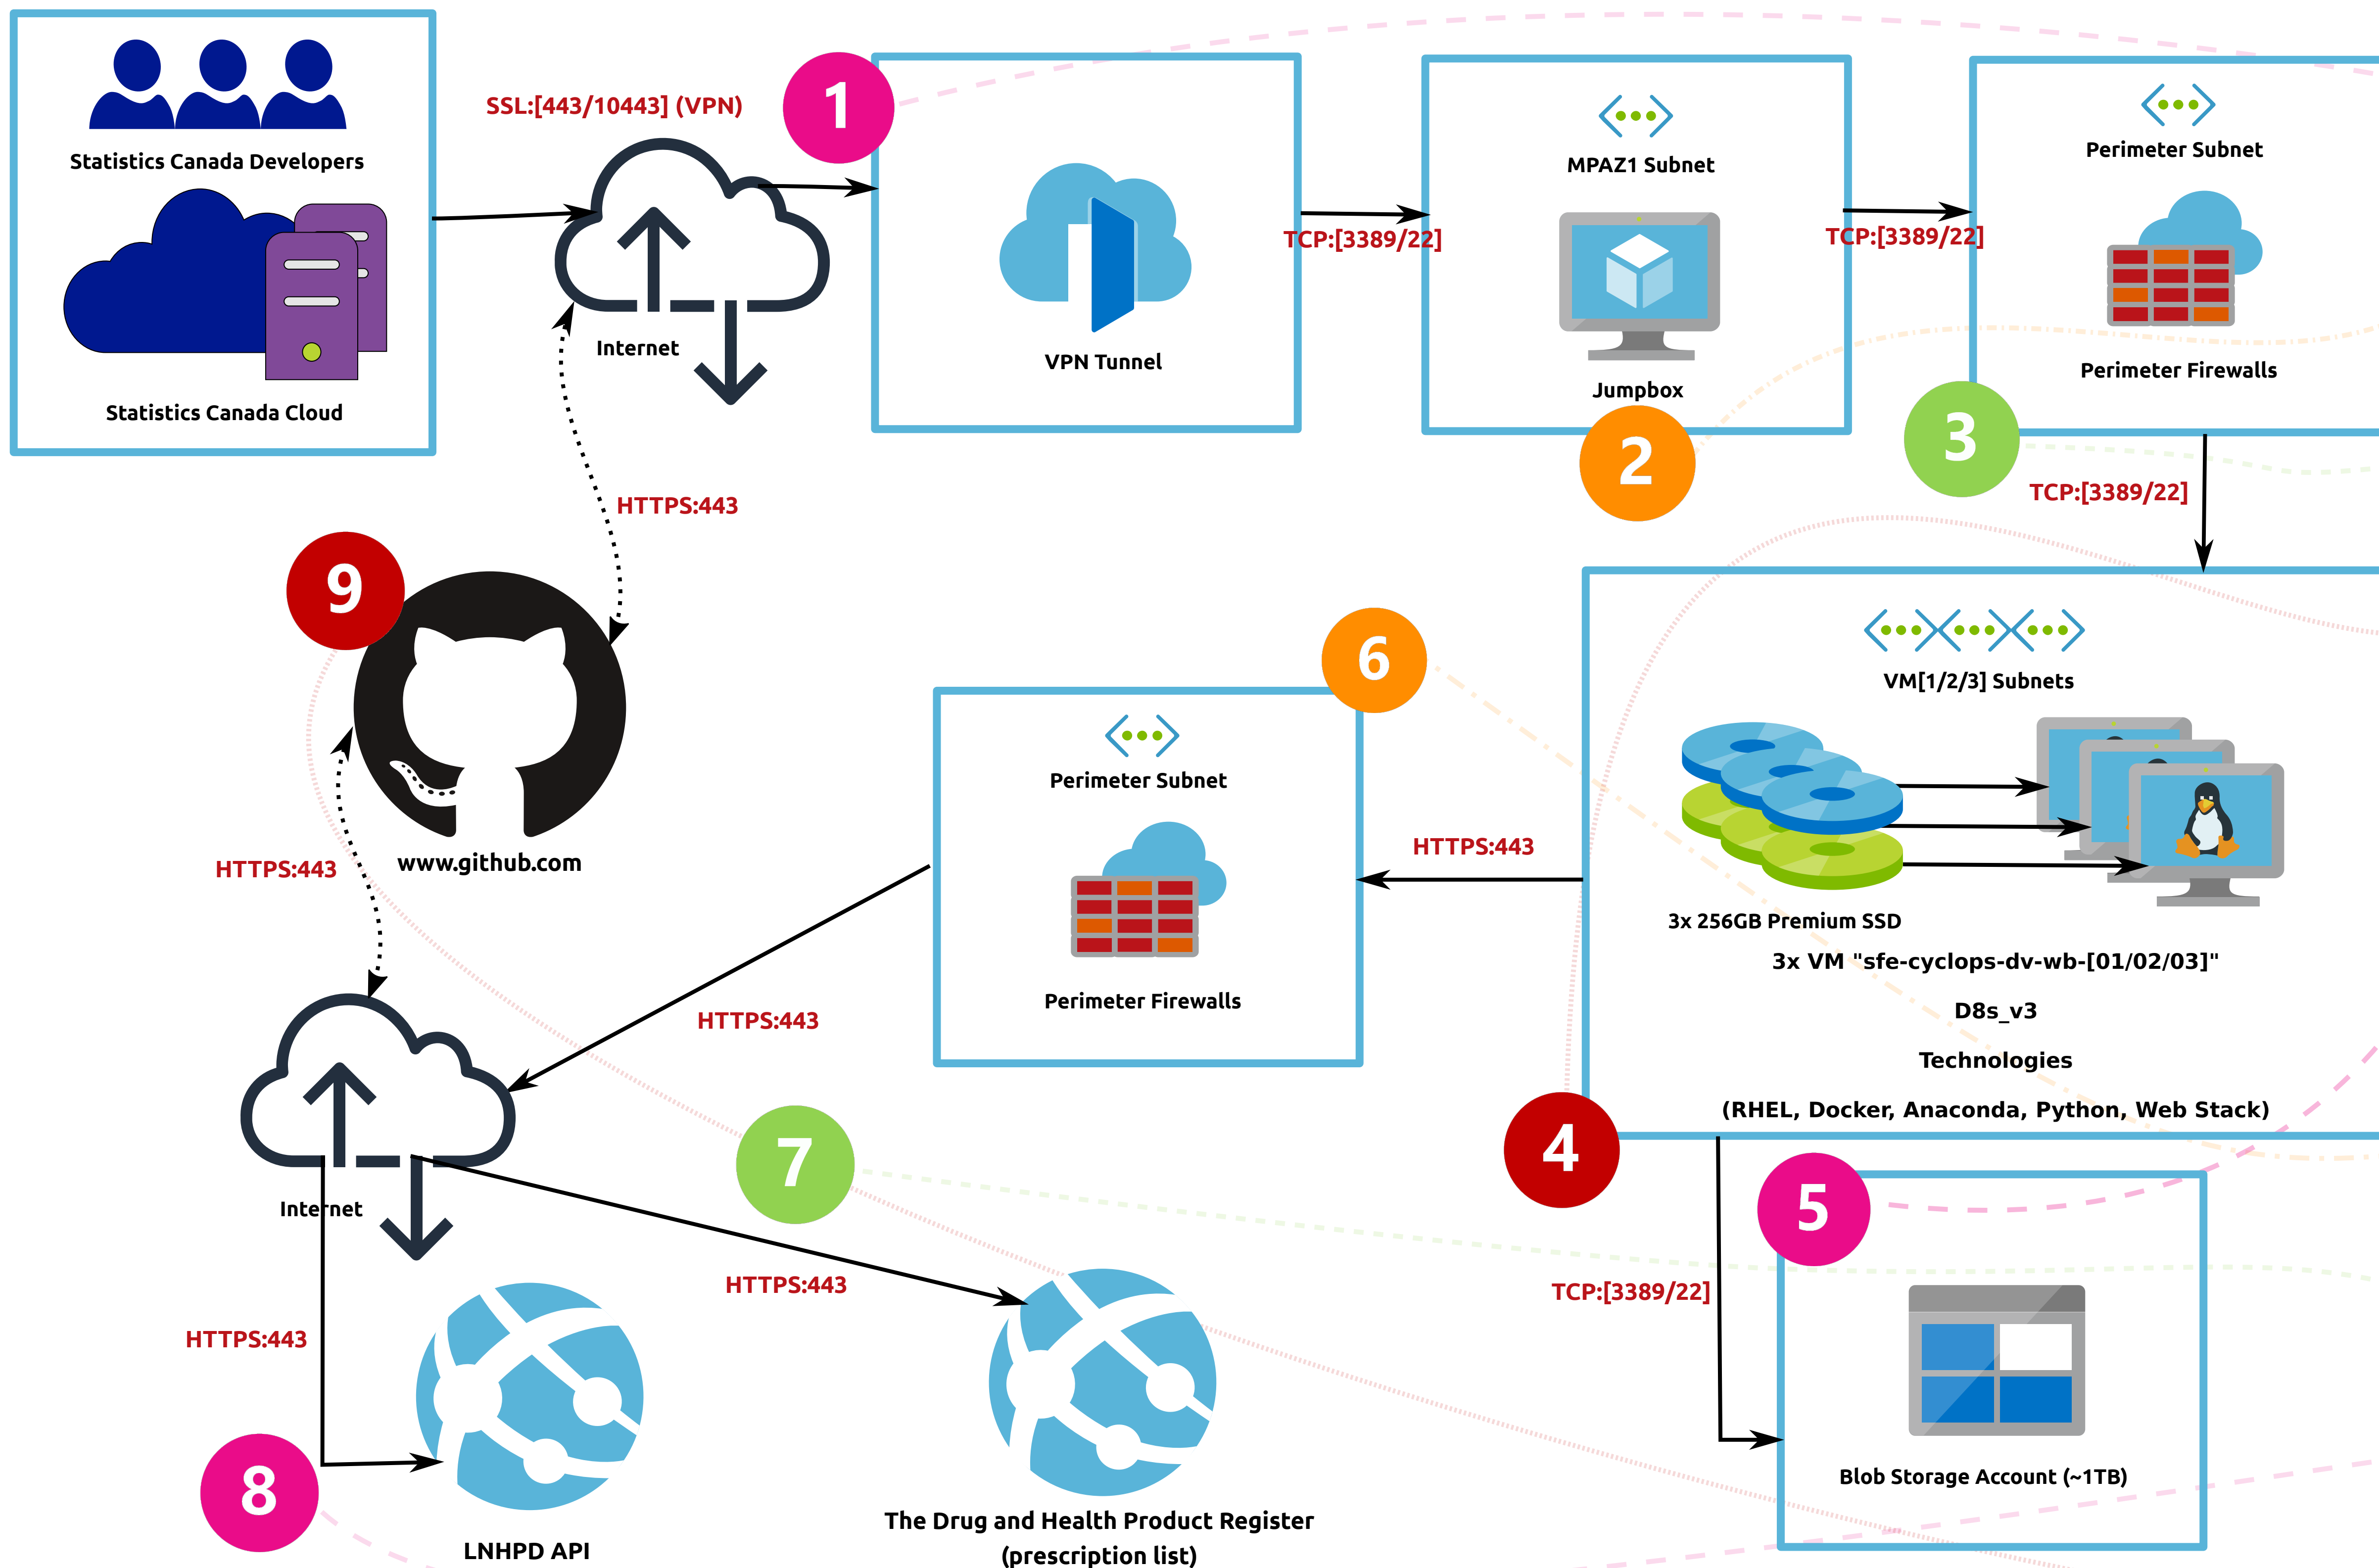 Statistics Canada Developers
Statistics Canada Cloud
SSL:[443/10443] (VPN)
Internet
1
VPN Tunnel
TCP:[3389/22]
MPAZ1 Subnet
Jumpbox
2
TCP:[3389/22]
Perimeter Subnet
Perimeter Firewalls
3
TCP:[3389/22]
HTTPS:443
9
www.github.com
HTTPS:443
6
Perimeter Subnet
Perimeter Firewalls
HTTPS:443
HTTPS:443
VM[1/2/3] Subnets
3x 256GB Premium SSD
3x VM "sfe-cyclops-dv-wb-[01/02/03]"
D8s_v3
Technologies
(RHEL, Docker, Anaconda, Python, Web Stack)
4
5
TCP:[3389/22]
Blob Storage Account (~1TB)
Internet
7
HTTPS:443
HTTPS:443
8
LNHPD API
The Drug and Health Product Register
(prescription list)